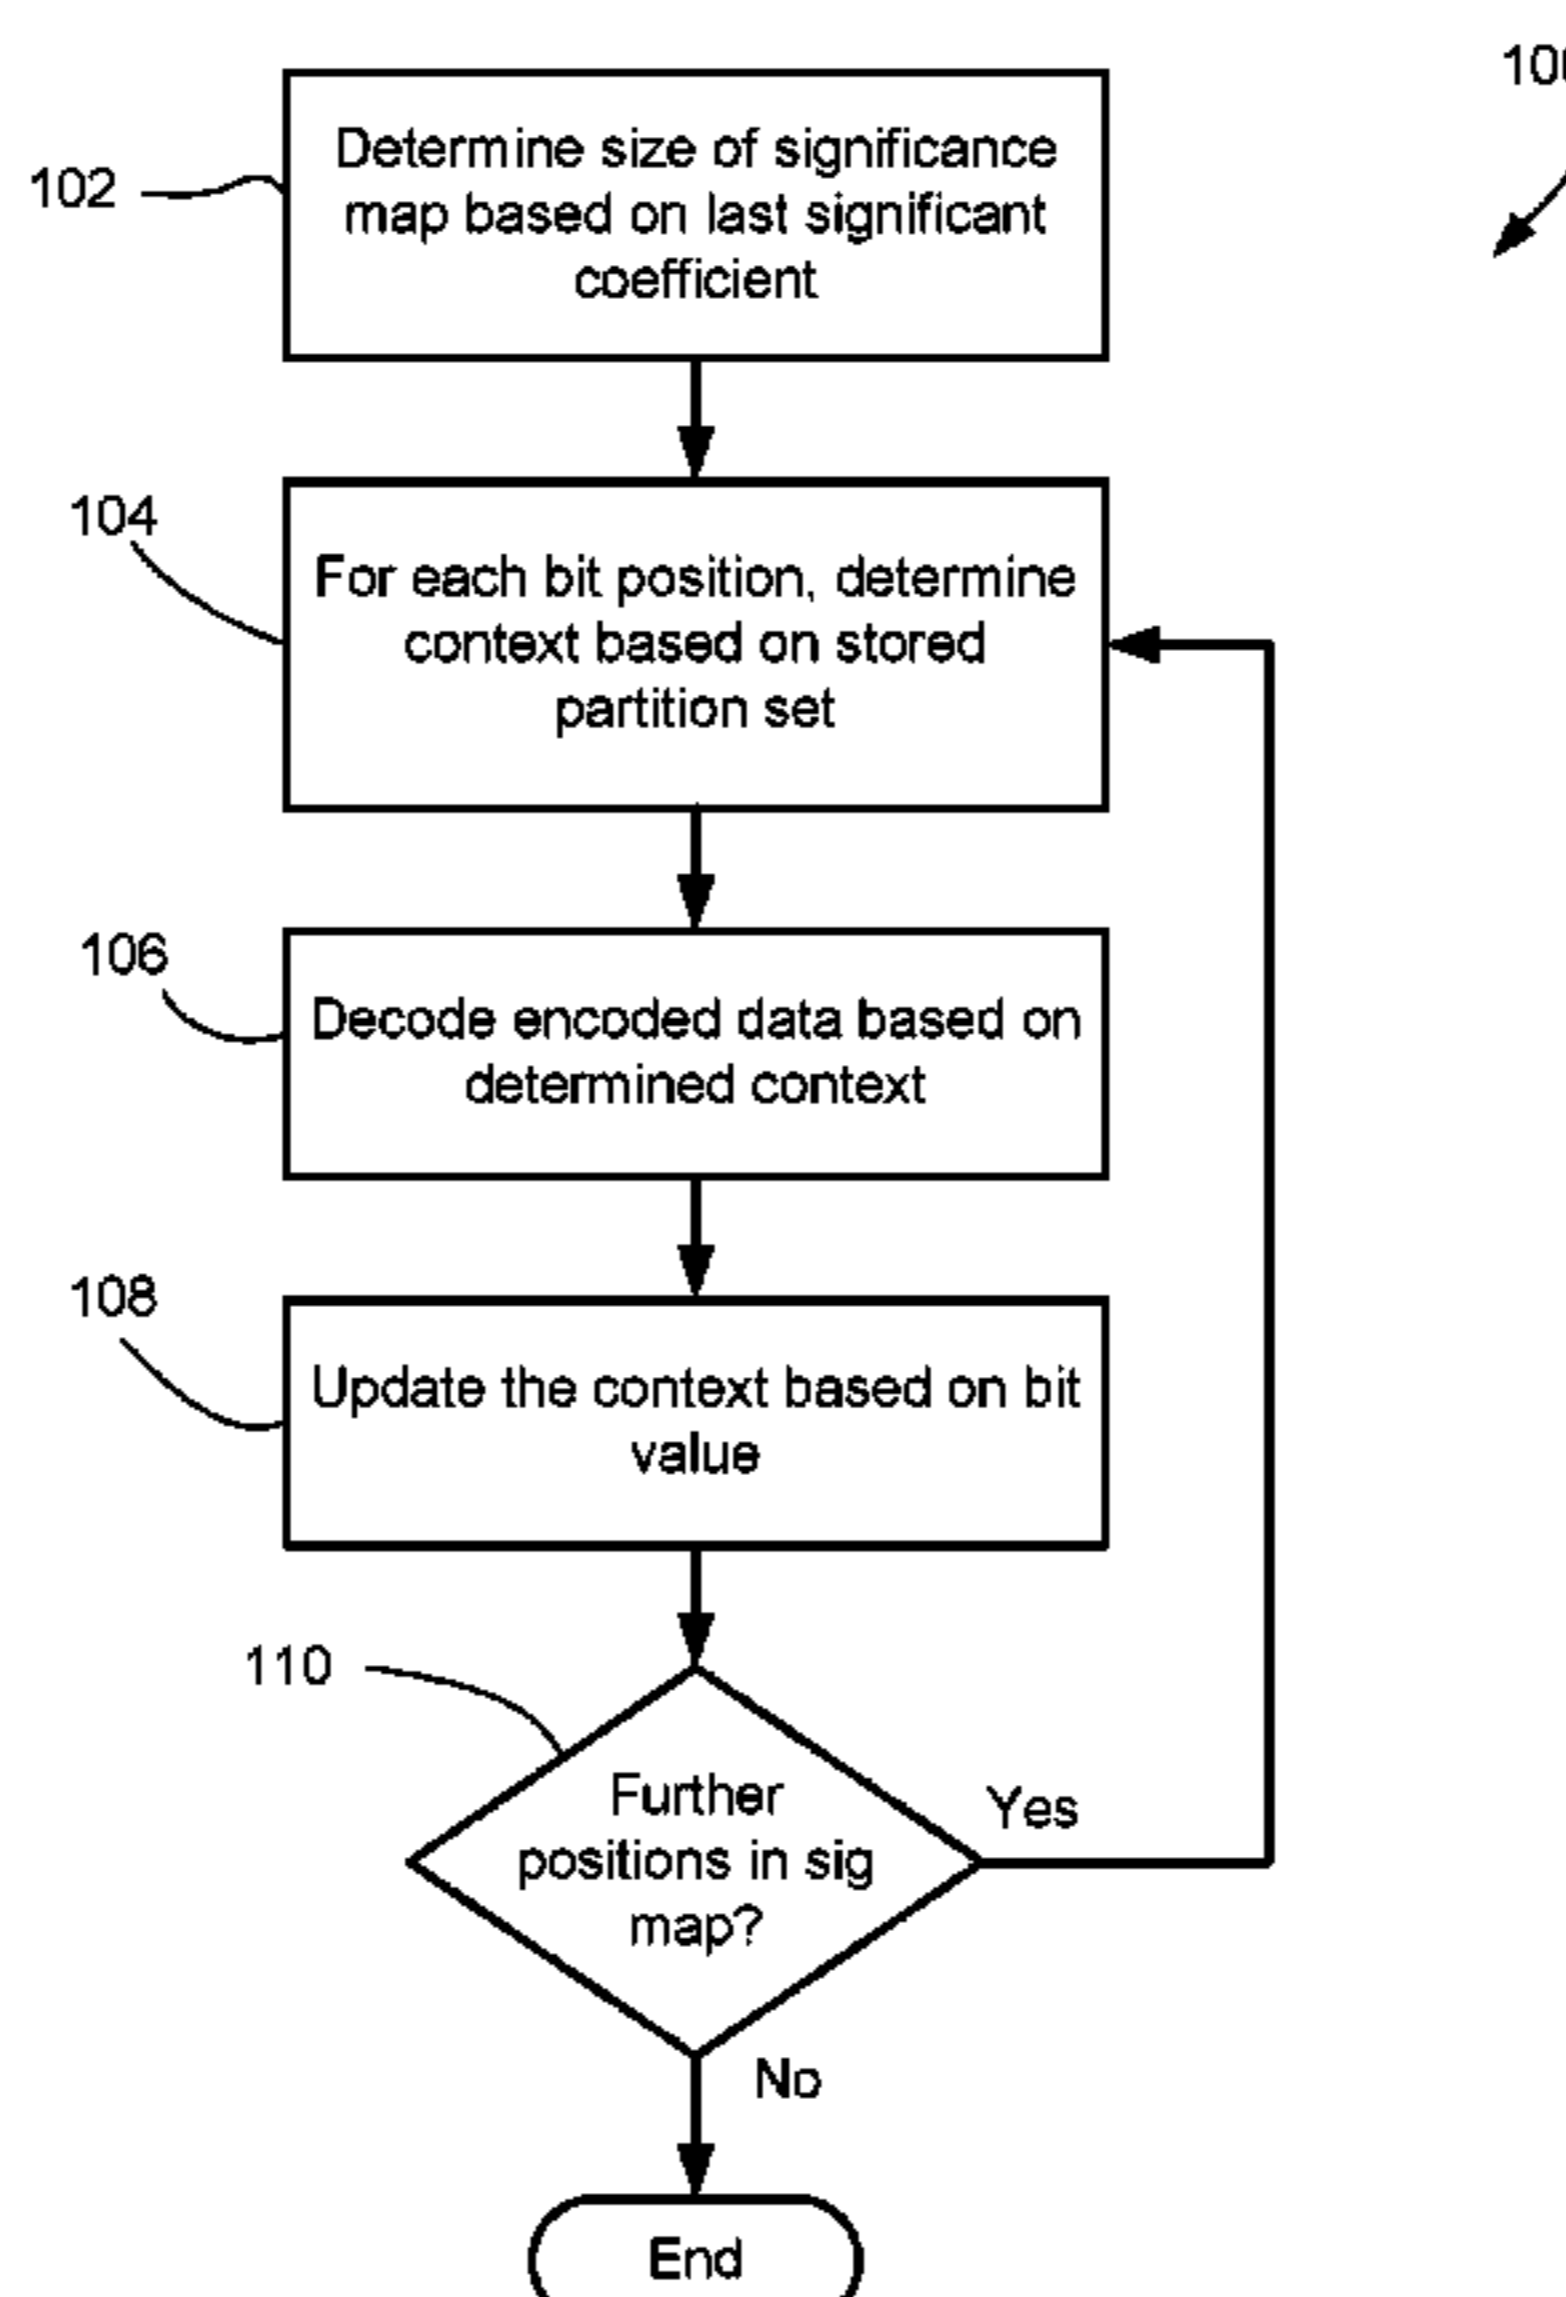 100
102
Determine size of significance
map based on last significant
coefficient
104
For each bit position, determine
context based on stored
partition set
106
Decode encoded data based on
determined context
108
Update the context based on bit
value
110
Further
positions in sig
map?
Yes
No
End